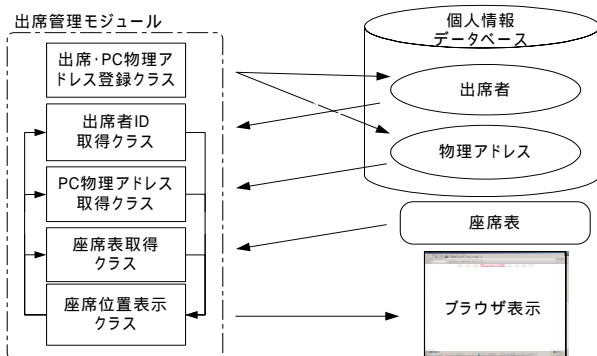 出席管理モジュール
出席・PC物理ア
ドレス登録クラス
出席者ID
取得クラス
PC物理アドレス
取得クラス
座席表取得
クラス
座席位置表示
クラス
個人情報
データベース
出席者
物理アドレス
座席表
ブラウザ表示